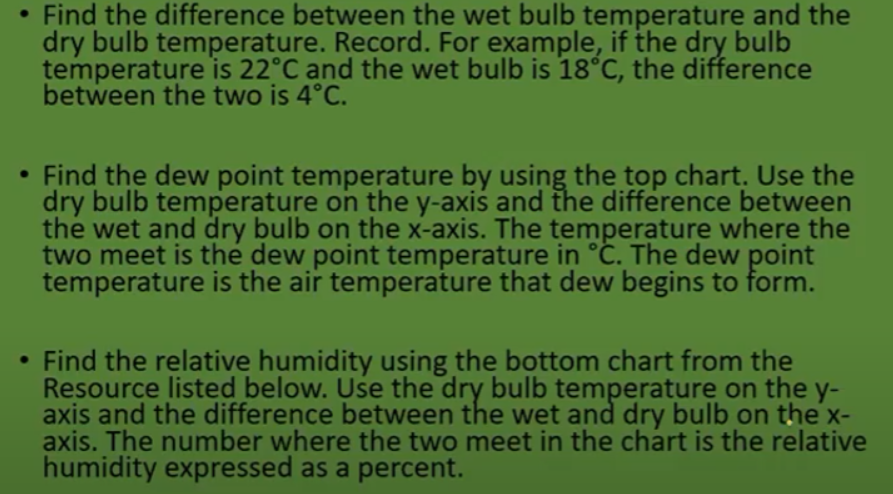 • Find the difference between the wet bulb temperature and the
dry bulb temperature. Record. For example, if the dry bulb
temperature is 22°C and the wet bulb is 18°C, the difference
between the two is 4°C.
• Find the dew point temperature by using the top chart. Use the
dry bulb temperature on the y-axis and the difference between
the wet and dry bulb on the x-axis. The temperature where the
two meet is the dew point temperature in °C. The dew point
temperature is the air temperature that dew begins to form.
• Find the relative humidity using the bottom chart from the
Resource listed below. Use the dry bulb temperature on the y-
axis and the difference between the wet and dry bulb on the x-
axis. The number where the two meet in the chart is the relative
humidity expressed as a percent.